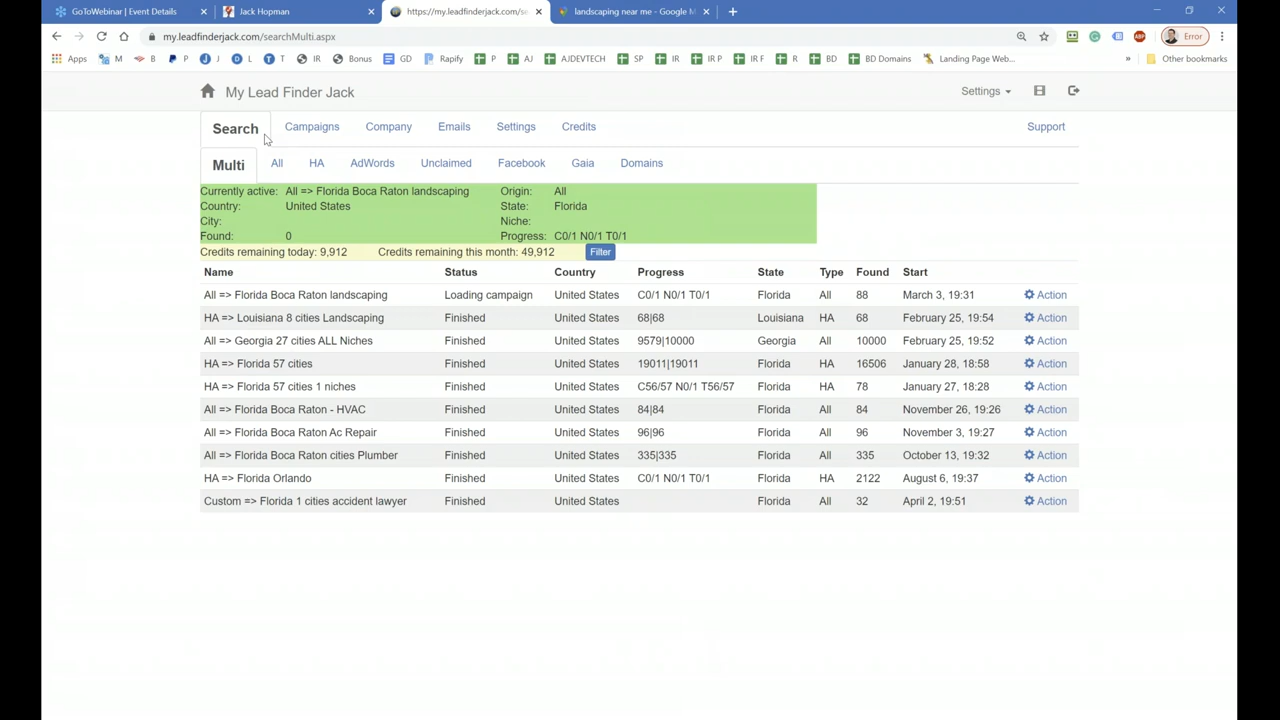 GoToWebinar | Event Details
Jack Hopman
https://my.leadfinderjack.com/se
landscaping near me - Google M
my.leadfinderjack.com/searchMulti.aspx
Error
Apps M B P J L T IR Bonus GD Rapify P AJ AJDEVTECH SP IR IR P IR F R BD BD Domains Landing Page Web... » Other bookmarks
My Lead Finder Jack Settings
Search Campaigns Company Emails Settings Credits Support
Multi All HA AdWords Unclaimed Facebook Gaia Domains
Currently active: All => Florida Boca Raton landscaping Origin: All
Country: United States State: Florida
City: Niche:
Found: 0 Progress: C0/1 N0/1 T0/1
Credits remaining today: 9,912 Credits remaining this month: 49,912 Filter
Name Status Country Progress State Type Found Start
All => Florida Boca Raton landscaping Loading campaign United States C0/1 N0/1 T0/1 Florida All 88 March 3, 19:31 Action
HA => Louisiana 8 cities Landscaping Finished United States 68|68 Louisiana HA 68 February 25, 19:54 Action
All => Georgia 27 cities ALL Niches Finished United States 9579|10000 Georgia All 10000 February 25, 19:52 Action
HA => Florida 57 cities Finished United States 19011|19011 Florida HA 16506 January 28, 18:58 Action
HA => Florida 57 cities 1 niches Finished United States C56/57 N0/1 T56/57 Florida HA 78 January 27, 18:28 Action
All => Florida Boca Raton - HVAC Finished United States 84|84 Florida All 84 November 26, 19:26 Action
All => Florida Boca Raton Ac Repair Finished United States 96|96 Florida All 96 November 3, 19:27 Action
All => Florida Boca Raton cities Plumber Finished United States 335|335 Florida All 335 October 13, 19:32 Action
HA => Florida Orlando Finished United States C0/1 N0/1 T0/1 Florida HA 2122 August 6, 19:37 Action
Custom => Florida 1 cities accident lawyer Finished United States Florida All 32 April 2, 19:51 Action